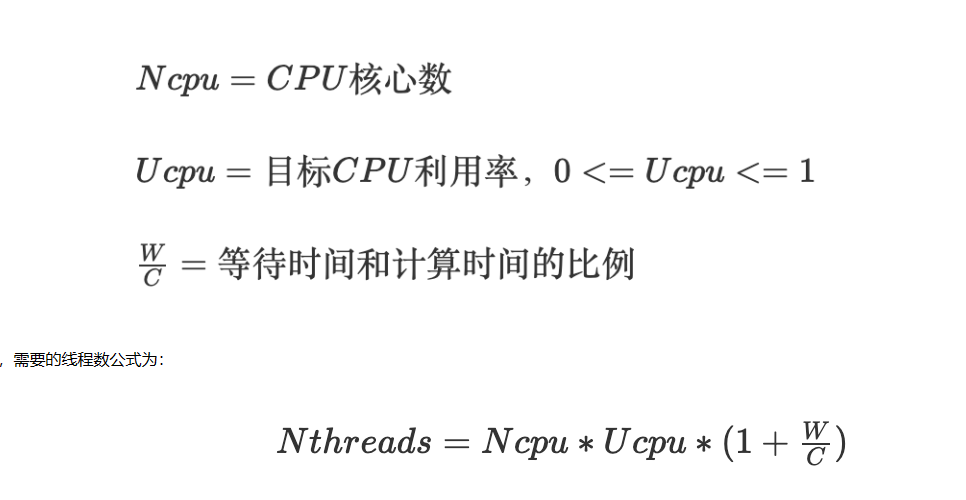 Ncpu = CPU核心数
Ucpu = 目标CPU利用率，0 <= Ucpu <= 1
W/C = 等待时间和计算时间的比例
，需要的线程数公式为：
Nthreads = Ncpu * Ucpu * (1 + W/C)